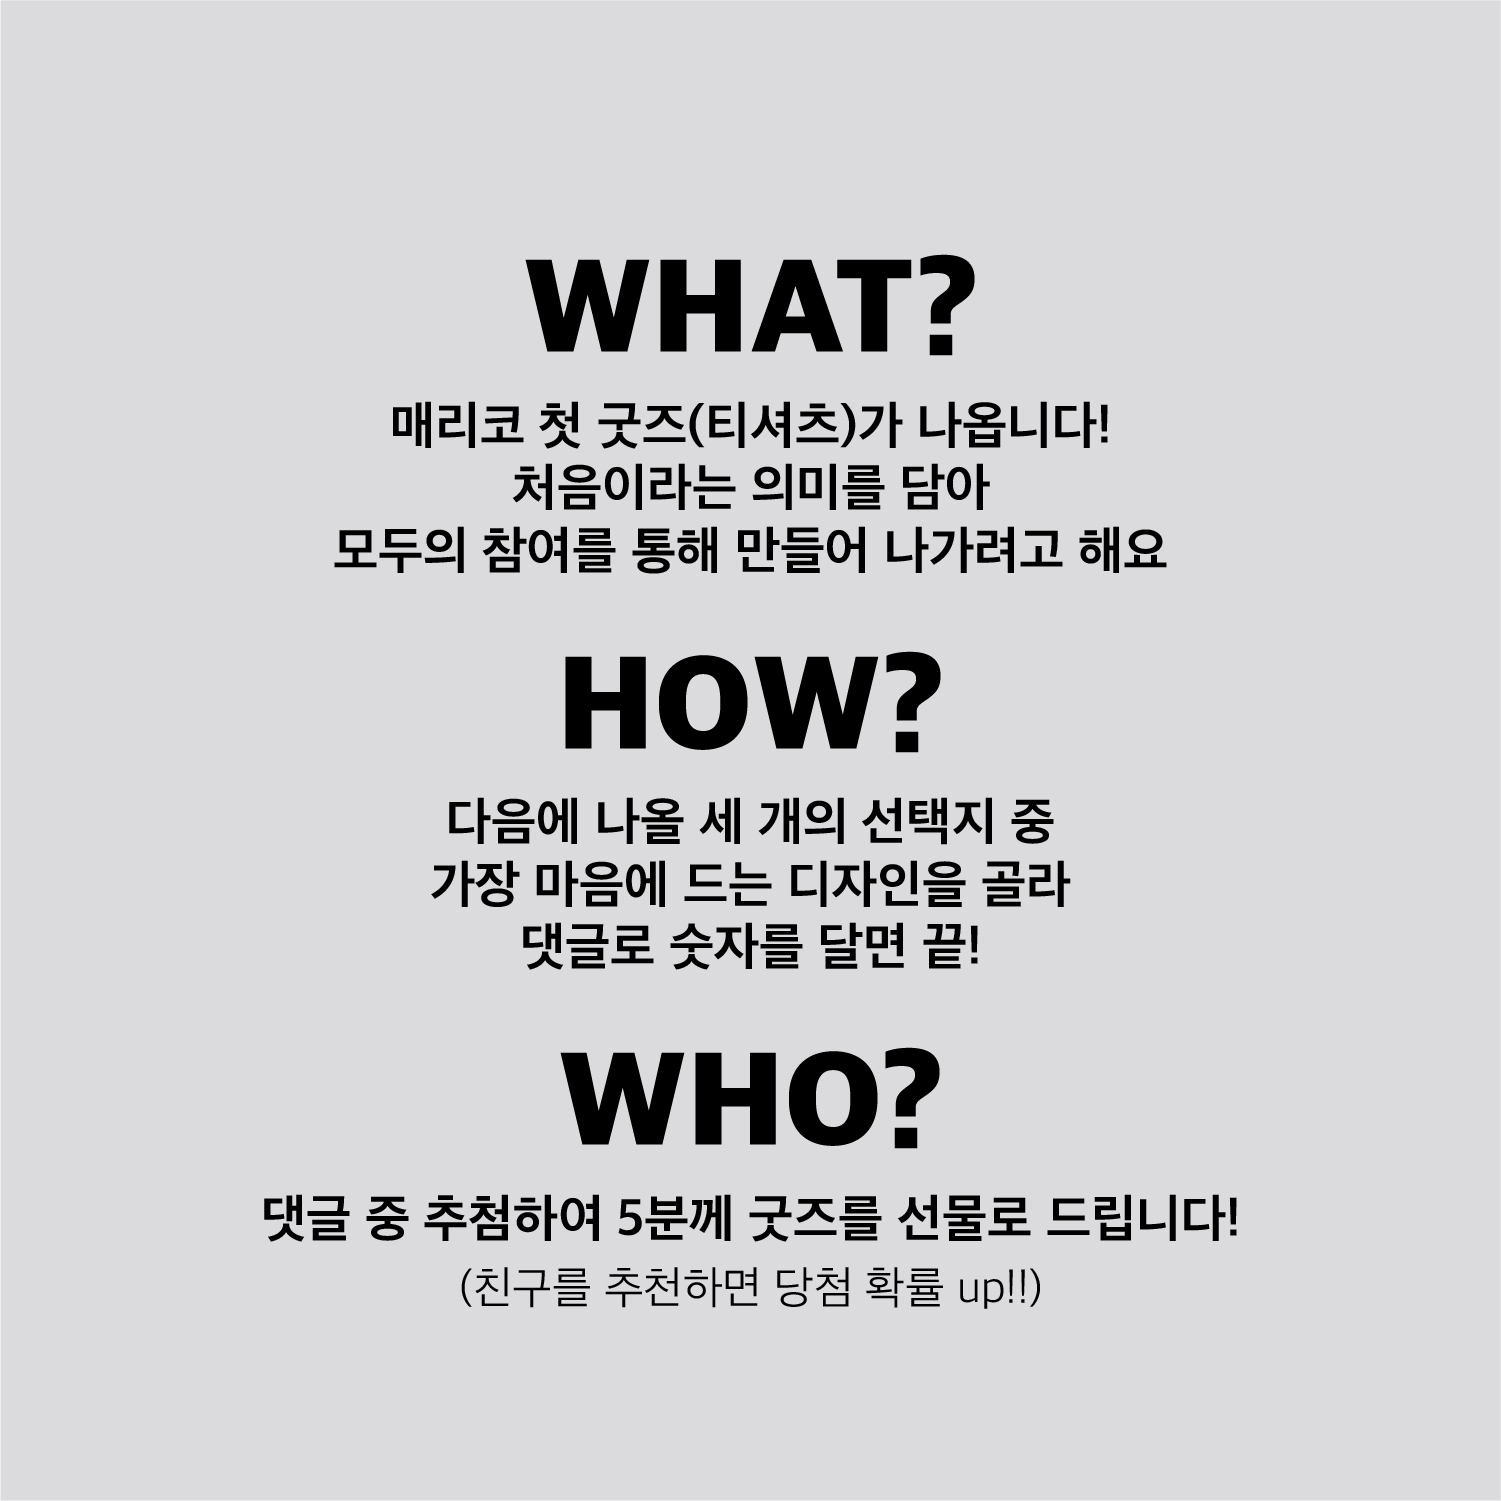 WHAT?
매리코 첫 굿즈(티셔츠)가 나옵니다!
처음이라는 의미를 담아
모두의 참여를 통해 만들어 나가려고 해요
HOW?
다음에 나올 세 개의 선택지 중
가장 마음에 드는 디자인을 골라
댓글로 숫자를 달면 끝!
WHO?
댓글 중 추첨하여 5분께 굿즈를 선물로 드립니다!
(친구를 추천하면 당첨 확률 up!!)